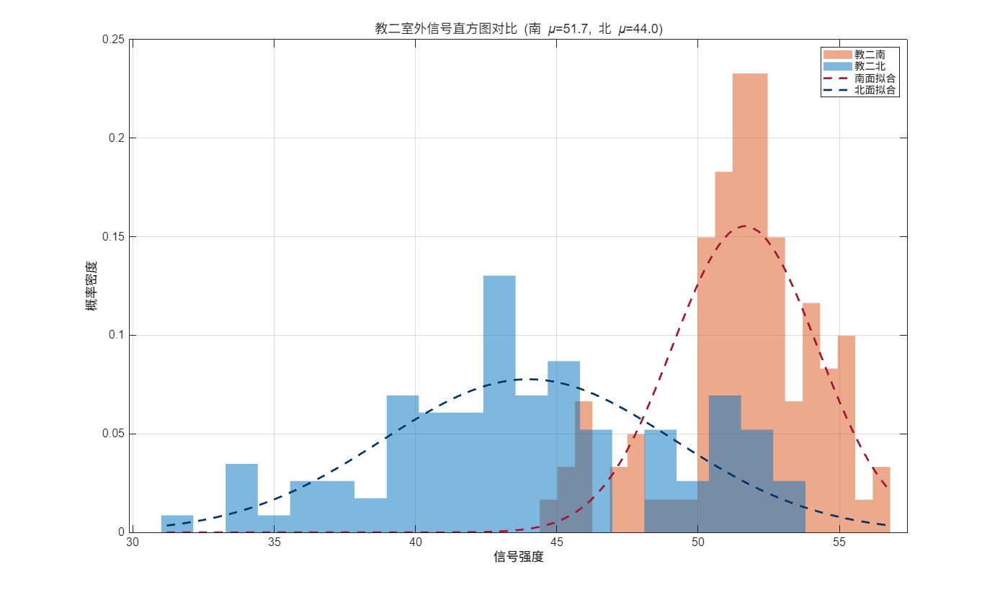 教二室外信号直方图对比 (南 μ=51.7, 北 μ=44.0)
教二南
教二北
南面拟合
北面拟合
0.25
0.2
0.15
0.1
0.05
0
概率密度
30 35 40 45 50 55
信号强度